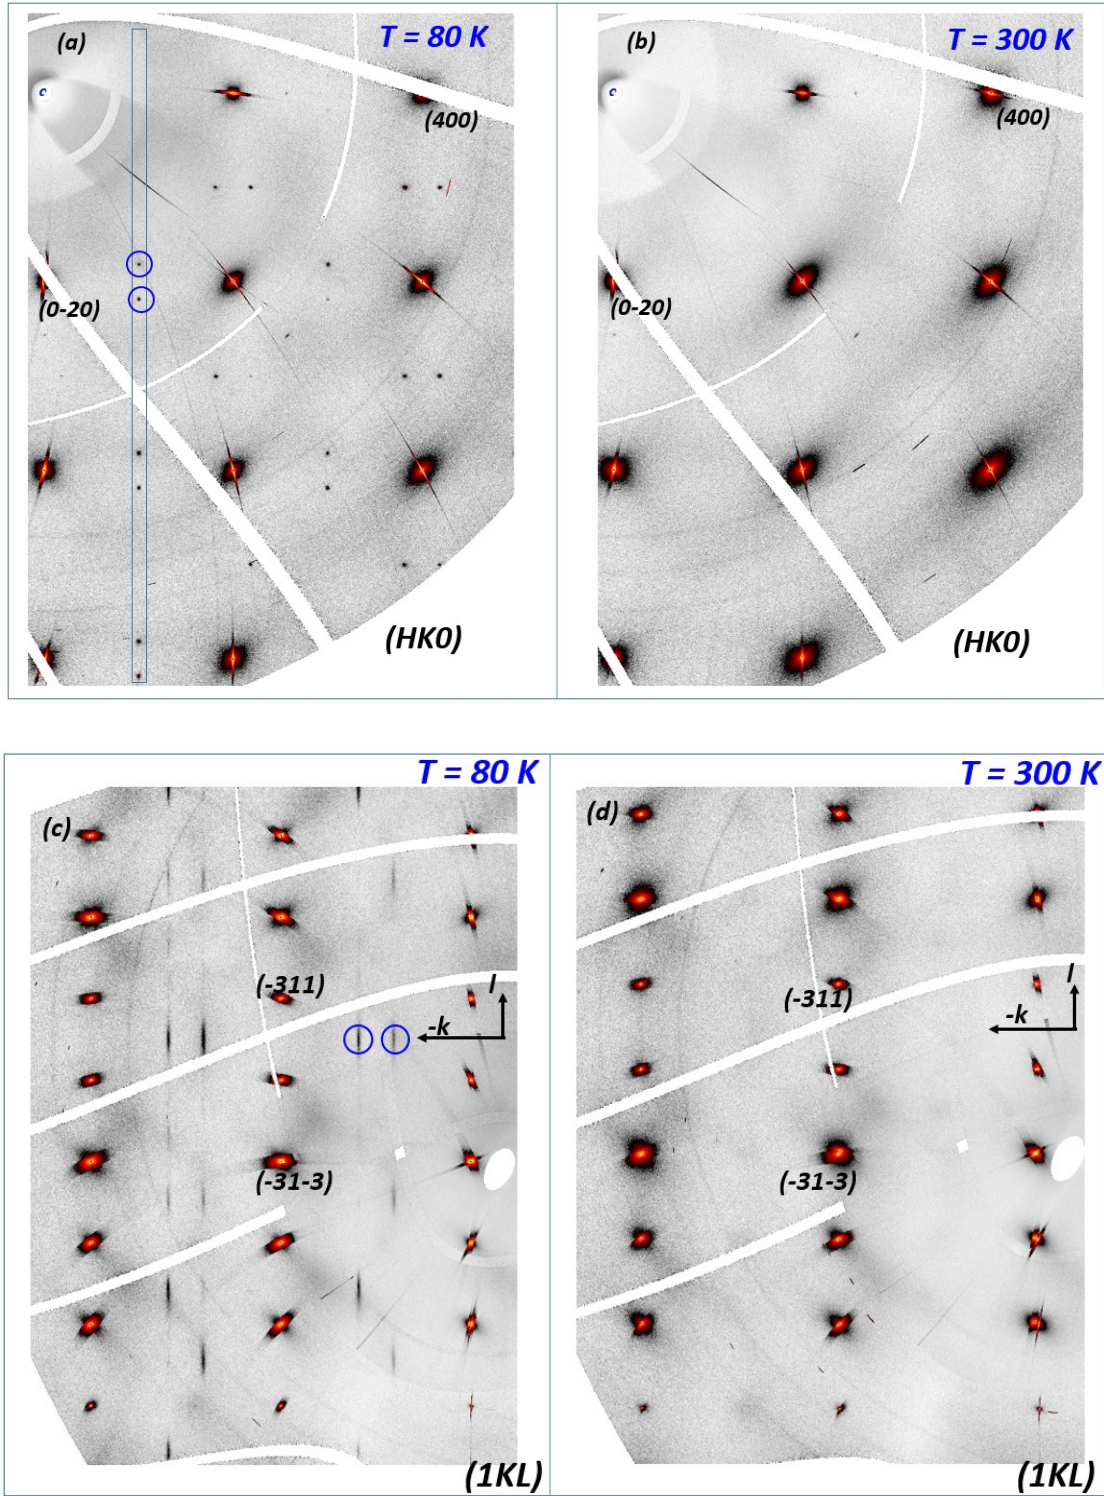 (a)
T = 80 K
(400)
(0-20)
(HK0)
(b)
T = 300 K
(400)
(0-20)
(HK0)
T = 80 K
(c)
(-311)
l
-k
(-31-3)
(1KL)
T = 300 K
(d)
(-311)
l
-k
(-31-3)
(1KL)